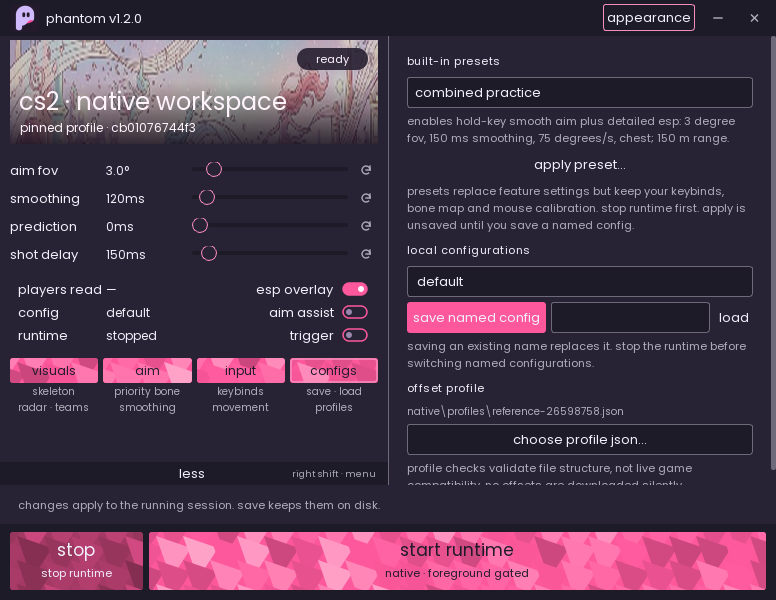 phantom v1.2.0
appearance
ready
cs2 · native workspace
pinned profile · cb01076744f3
aim fov 3.0°
smoothing 120ms
prediction 0ms
shot delay 150ms
players read —
esp overlay
config default
aim assist
runtime stopped
trigger
visuals
skeleton
radar · teams
aim
priority bone
smoothing
input
keybinds
movement
configs
save · load
profiles
less
right shift · menu
built-in presets
combined practice
enables hold-key smooth aim plus detailed esp: 3 degree
fov, 150 ms smoothing, 75 degrees/s, chest; 150 m range.
apply preset...
presets replace feature settings but keep your keybinds,
bone map and mouse calibration. stop runtime first. apply is
unsaved until you save a named config.
local configurations
default
save named config
load
saving an existing name replaces it. stop the runtime before
switching named configurations.
offset profile
native\profiles\reference-26598758.json
choose profile json...
profile checks validate file structure, not live game
compatibility. no offsets are downloaded silently.
changes apply to the running session. save keeps them on disk.
stop
stop runtime
start runtime
native · foreground gated